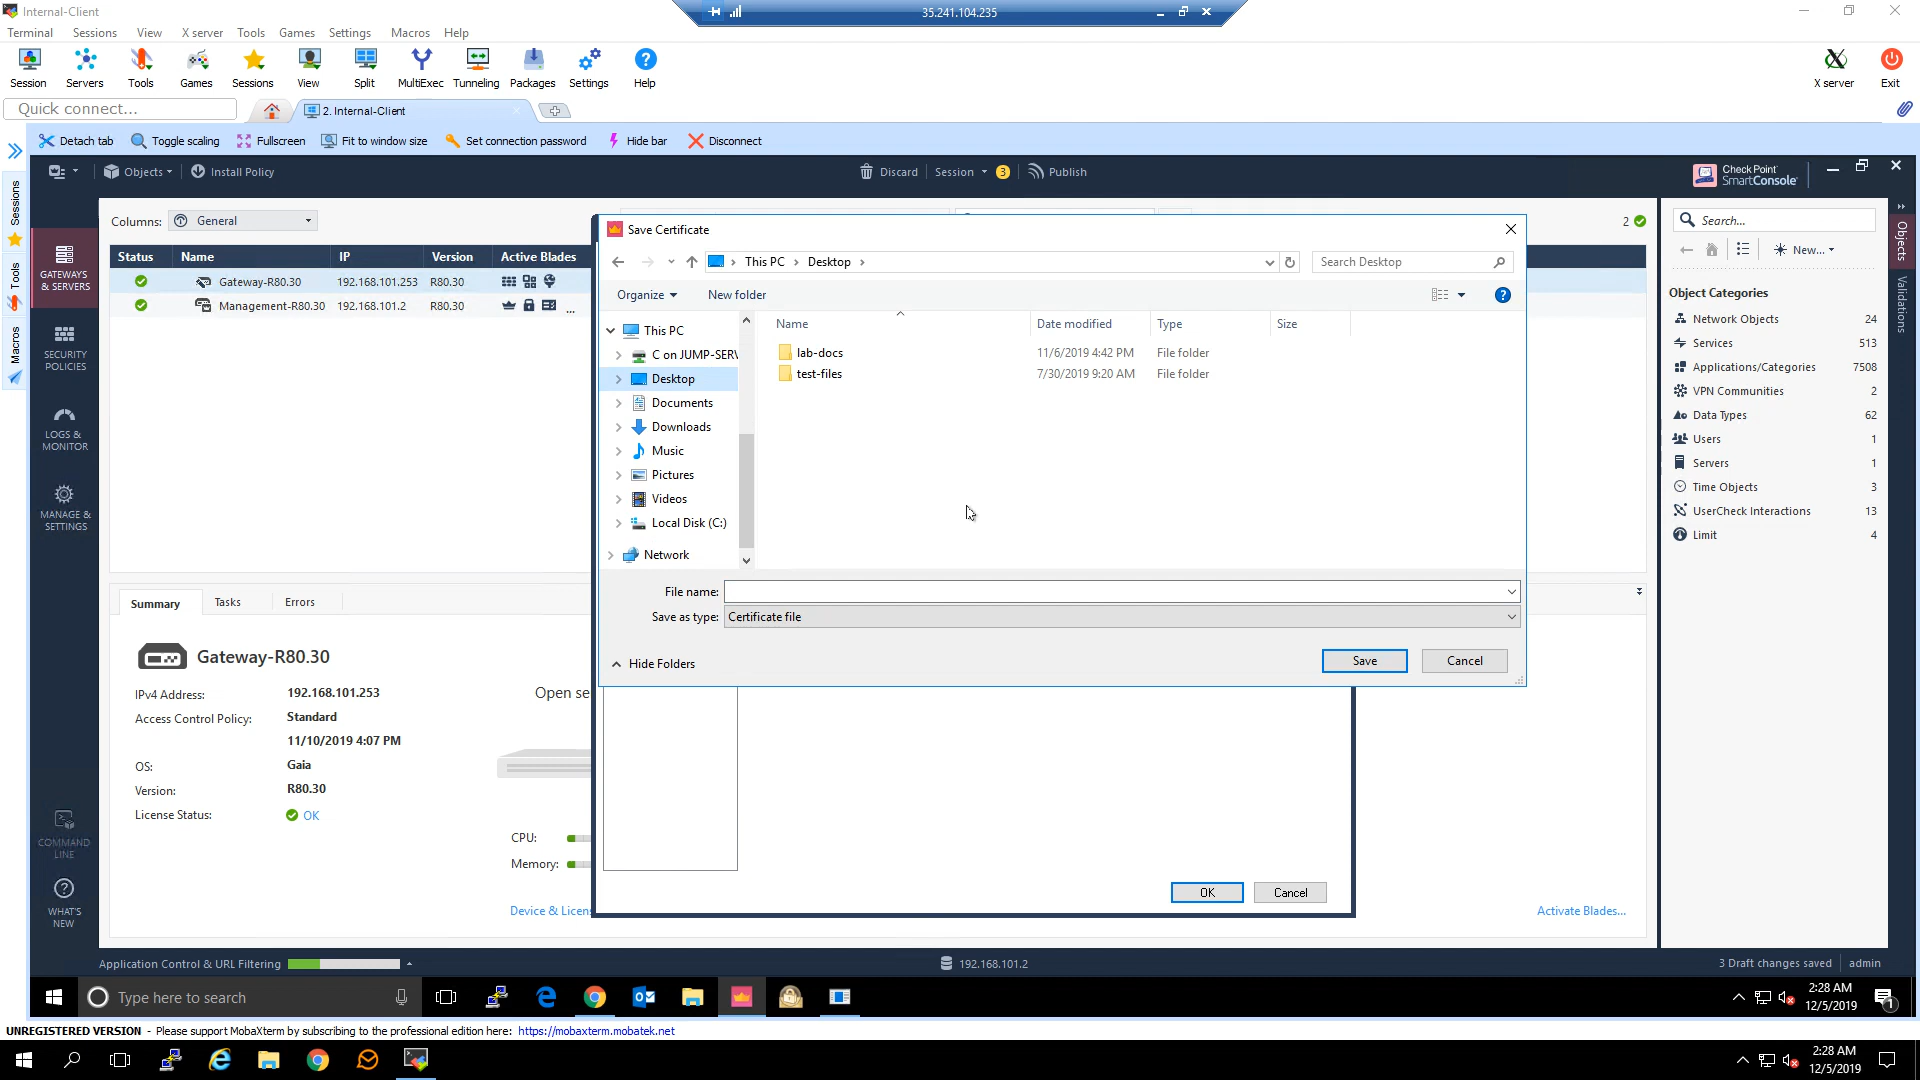 Internal-Client
35.241.104.235
Terminal Sessions View X server Tools Games Settings Macros Help
Session Servers Tools Games Sessions View Split MultiExec Tunneling Packages Settings Help X server Exit
Quick connect...
2. Internal-Client
Detach tab Toggle scaling Fullscreen Fit to window size Set connection password Hide bar Disconnect
Sessions
Tools
Macros
Objects Install Policy Discard Session 3 Publish
Check Point
SmartConsole
Columns: General
2
Status Name IP Version Active Blades
Gateway-R80.30 192.168.101.253 R80.30
Management-R80.30 192.168.101.2 R80.30 ...
GATEWAYS
& SERVERS
SECURITY
POLICIES
LOGS &
MONITOR
MANAGE &
SETTINGS
COMMAND
LINE
WHAT'S
NEW
Save Certificate
This PC Desktop
Search Desktop
Organize New folder
This PC
C on JUMP-SERV
Desktop
Documents
Downloads
Music
Pictures
Videos
Local Disk (C:)
Network
Name Date modified Type Size
lab-docs 11/6/2019 4:42 PM File folder
test-files 7/30/2019 9:20 AM File folder
File name:
Save as type: Certificate file
Hide Folders
Save Cancel
OK Cancel
Summary Tasks Errors
Gateway-R80.30
IPv4 Address: 192.168.101.253
Access Control Policy: Standard
11/10/2019 4:07 PM
OS: Gaia
Version: R80.30
License Status: OK
Open se
CPU:
Memory:
Device & Licens
Activate Blades...
Search...
New...
Object Categories
Network Objects 24
Services 513
Applications/Categories 7508
VPN Communities 2
Data Types 62
Users 1
Servers 1
Time Objects 3
UserCheck Interactions 13
Limit 4
Objects
Validations
Application Control & URL Filtering
192.168.101.2
3 Draft changes saved admin
Type here to search
2:28 AM
12/5/2019
1
UNREGISTERED VERSION - Please support MobaXterm by subscribing to the professional edition here: https://mobaxterm.mobatek.net
2:28 AM
12/5/2019